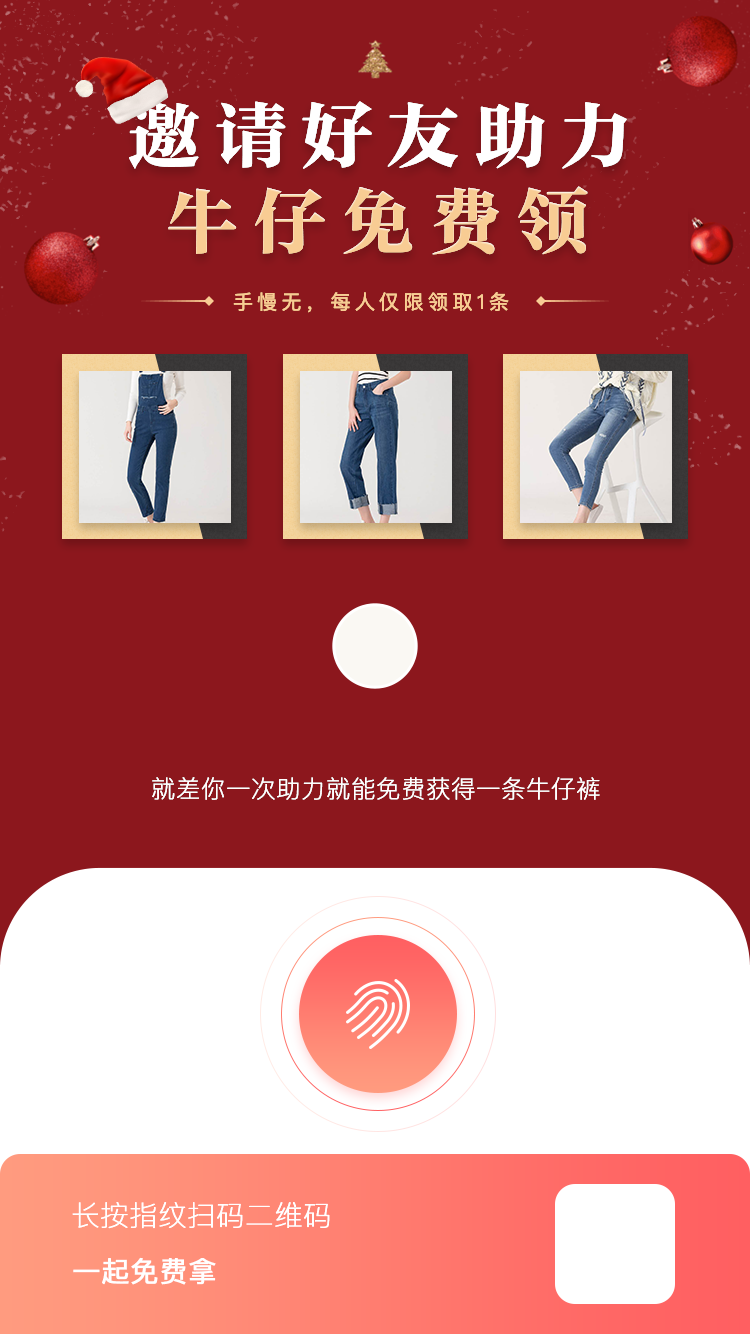 邀请好友助力
牛仔免费领
手慢无，每人仅限领取1条
就差你一次助力就能免费获得一条牛仔裤
长按指纹扫码二维码
一起免费拿